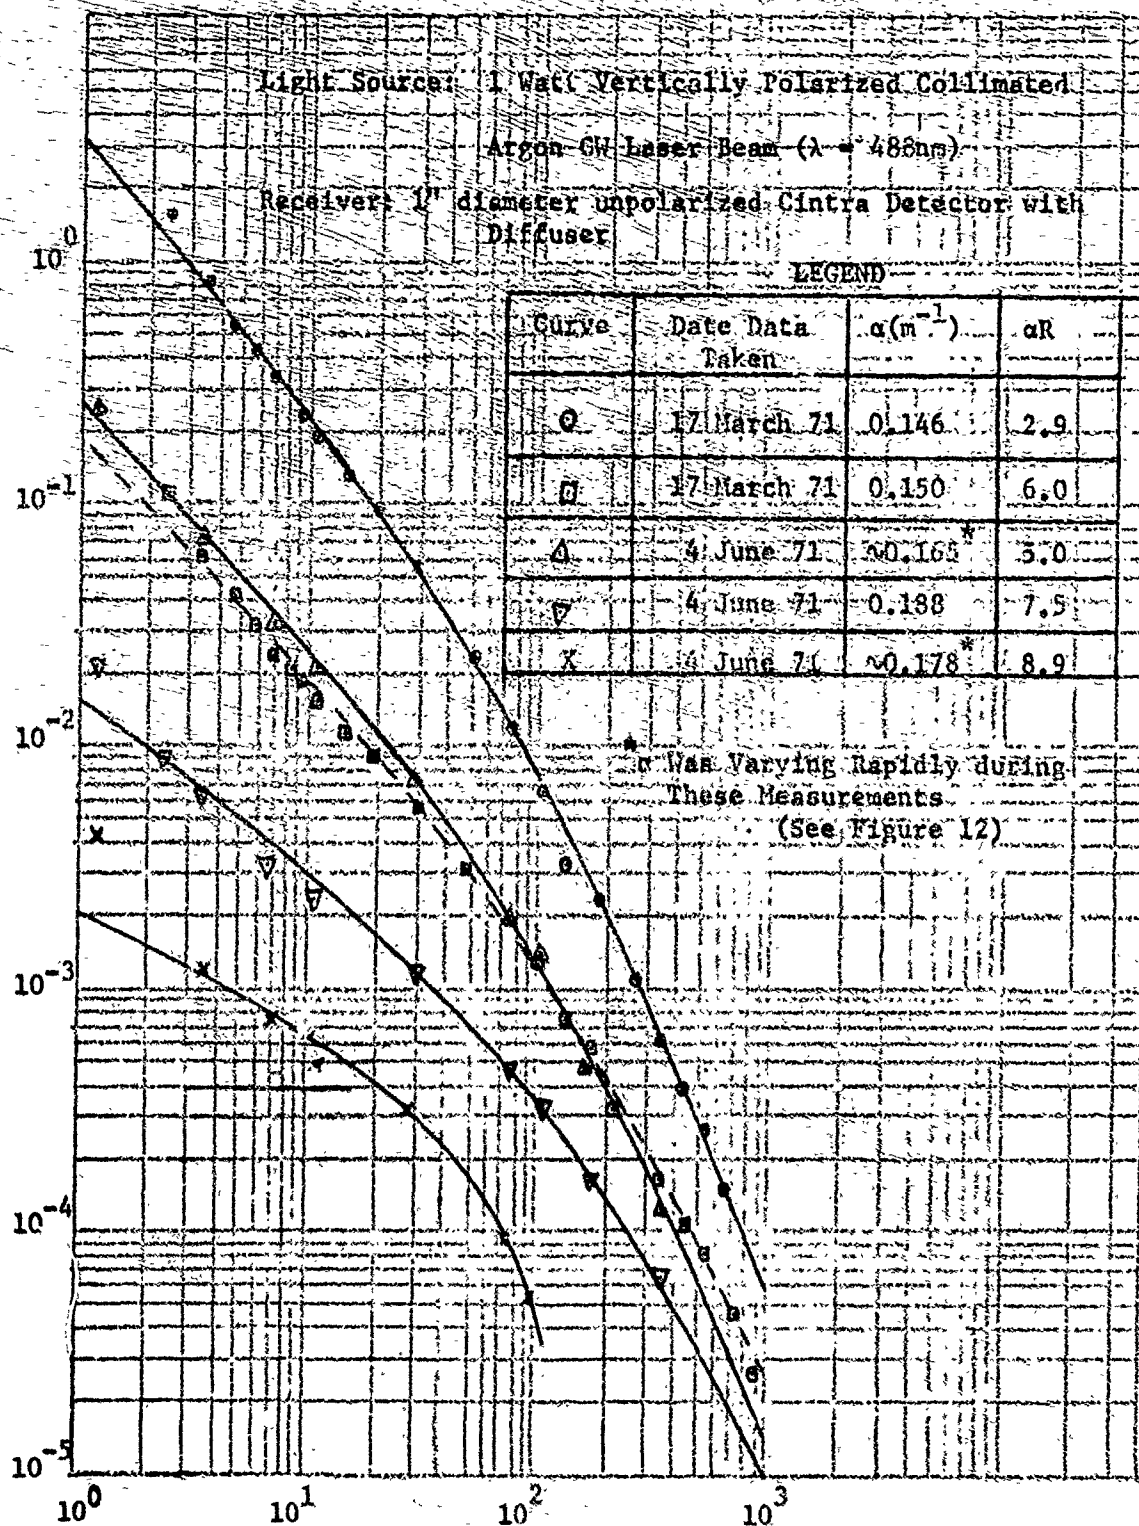 Light Source: 1 Watt Vertically Polarized Collimated
Argon CW Laser Beam (λ = 488nm)
Receiver: 1" diameter unpolarized Cintra Detector with
Diffuser
LEGEND
Curve Date Data Taken α(m⁻¹) αR
⊙ 17 March 71 0.146 2.9
⊡ 17 March 71 0.150 6.0
△ 4 June 71 ~0.165* 5.0
▽ 4 June 71 0.188 7.5
X 4 June 71 ~0.178* 8.9
* α Was Varying Rapidly during
These Measurements
(See Figure 12)
10⁰
10⁻¹
10⁻²
10⁻³
10⁻⁴
10⁻⁵
10⁰ 10¹ 10² 10³